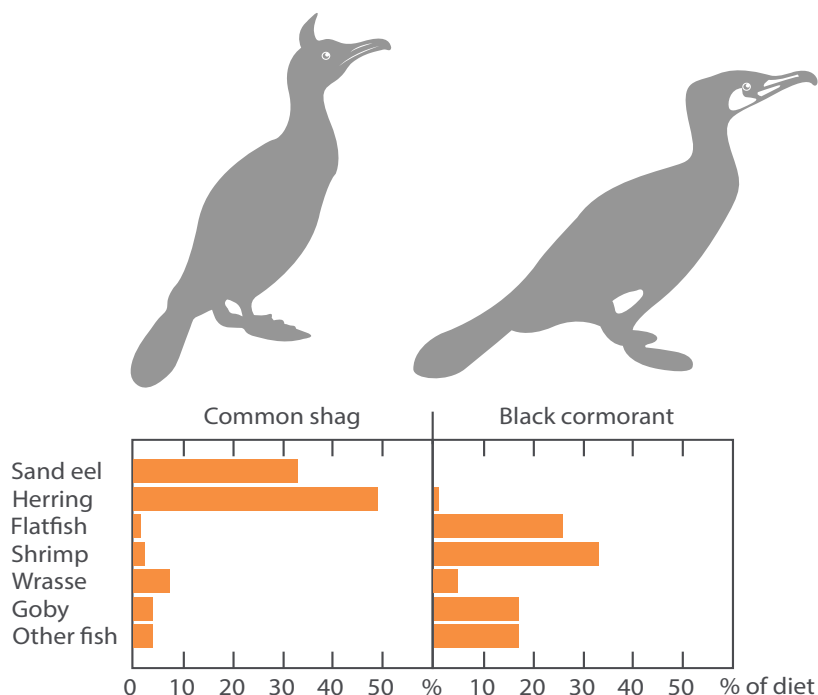 Common shag Black cormorant
Sand eel
Herring
Flatfish
Shrimp
Wrasse
Goby
Other fish
0 10 20 30 40 50 % 10 20 30 40 50 % of diet